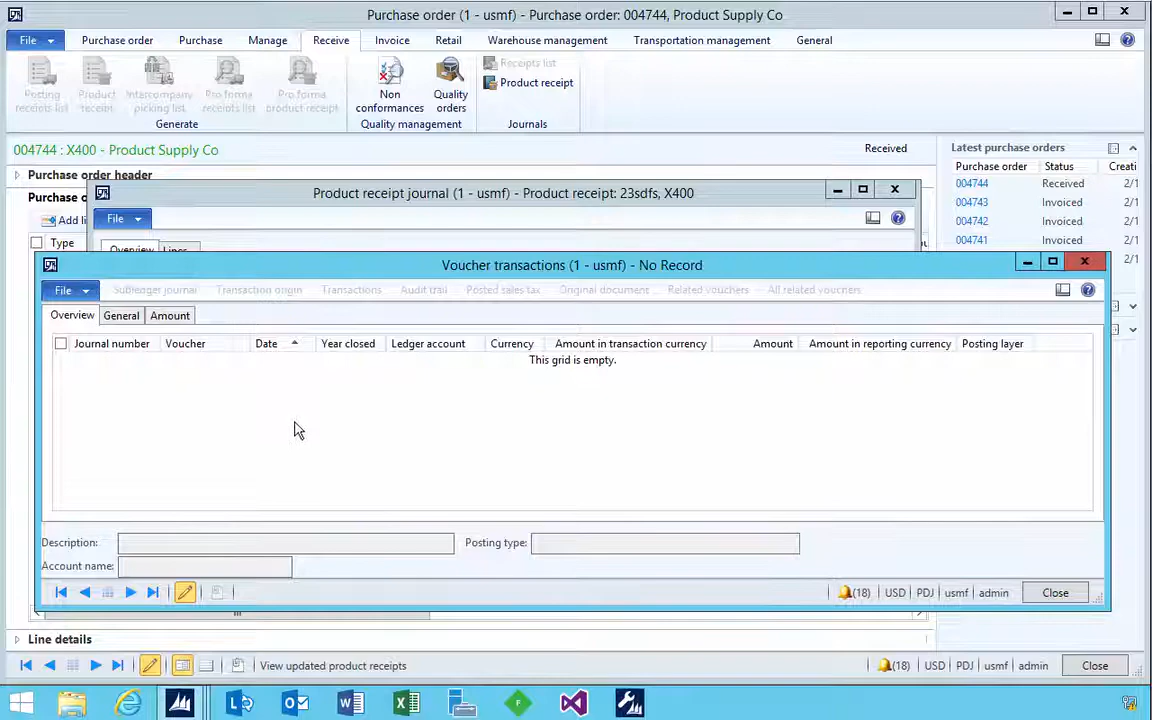 Purchase order (1 - usmf) - Purchase order: 004744, Product Supply Co
File Purchase order Purchase Manage Receive Invoice Retail Warehouse management Transportation management General
Posting receipts list
Product receipt
Intercompany picking list
Pro forma receipts list
Pro forma product receipt
Generate
Non conformances
Quality orders
Quality management
Receipts list
Product receipt
Journals
004744 : X400 - Product Supply Co Received
Purchase order header
Purchase o
Add li
Type
Latest purchase orders
Purchase order Status Creati
004744 Received 2/1
004743 Invoiced 2/1
004742 Invoiced 2/1
004741 Invoiced 2/1
2/1
Product receipt journal (1 - usmf) - Product receipt: 23sdfs, X400
File
Overview Lines
Voucher transactions (1 - usmf) - No Record
File Subledger journal Transaction origin Transactions Audit trail Posted sales tax Original document... Related vouchers All related vouchers
Overview General Amount
Journal number Voucher Date Year closed Ledger account Currency Amount in transaction currency Amount Amount in reporting currency Posting layer
This grid is empty.
Description: Posting type:
Account name:
(18) USD PDJ usmf admin Close
Line details
View updated product receipts (18) USD PDJ usmf admin Close